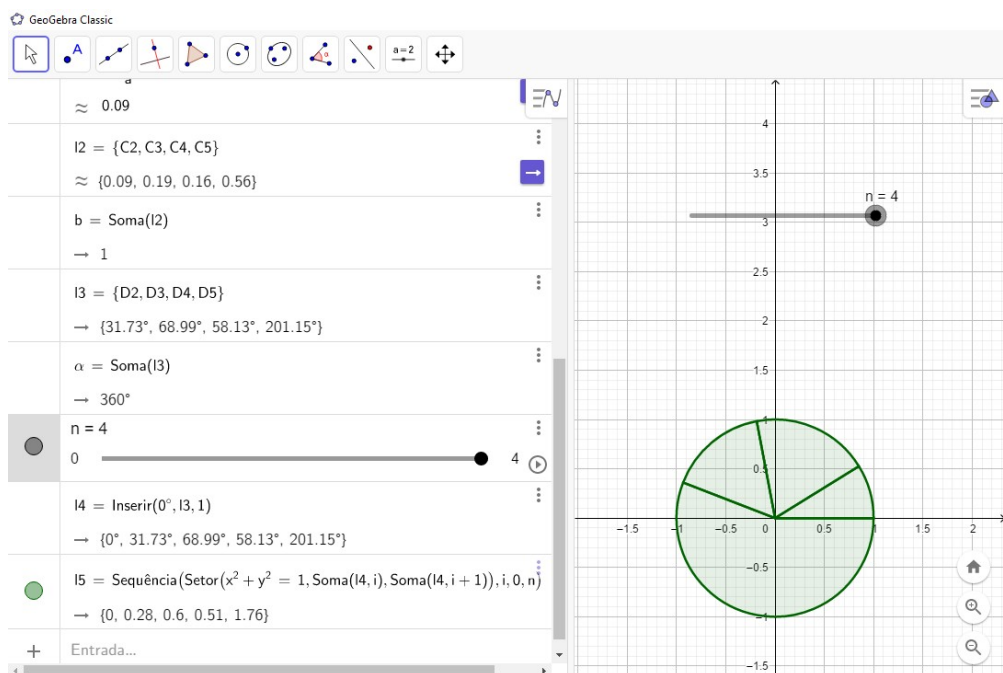 GeoGebra Classic
A
a=2
≈ 0.09
l2 = {C2, C3, C4, C5}
≈ {0.09, 0.19, 0.16, 0.56}
b = Soma(l2)
→ 1
l3 = {D2, D3, D4, D5}
→ {31.73°, 68.99°, 58.13°, 201.15°}
α = Soma(l3)
→ 360°
n = 4
0 4
l4 = Inserir(0°, l3, 1)
→ {0°, 31.73°, 68.99°, 58.13°, 201.15°}
l5 = Sequência(Setor(x² + y² = 1, Soma(l4, i), Soma(l4, i + 1)), i, 0, n)
→ {0, 0.28, 0.6, 0.51, 1.76}
+ Entrada...
n = 4
4
3.5
3
2.5
2
1.5
1
0.5
−1.5 −1 −0.5 0 0.5 1 1.5 2
−0.5
−1
−1.5